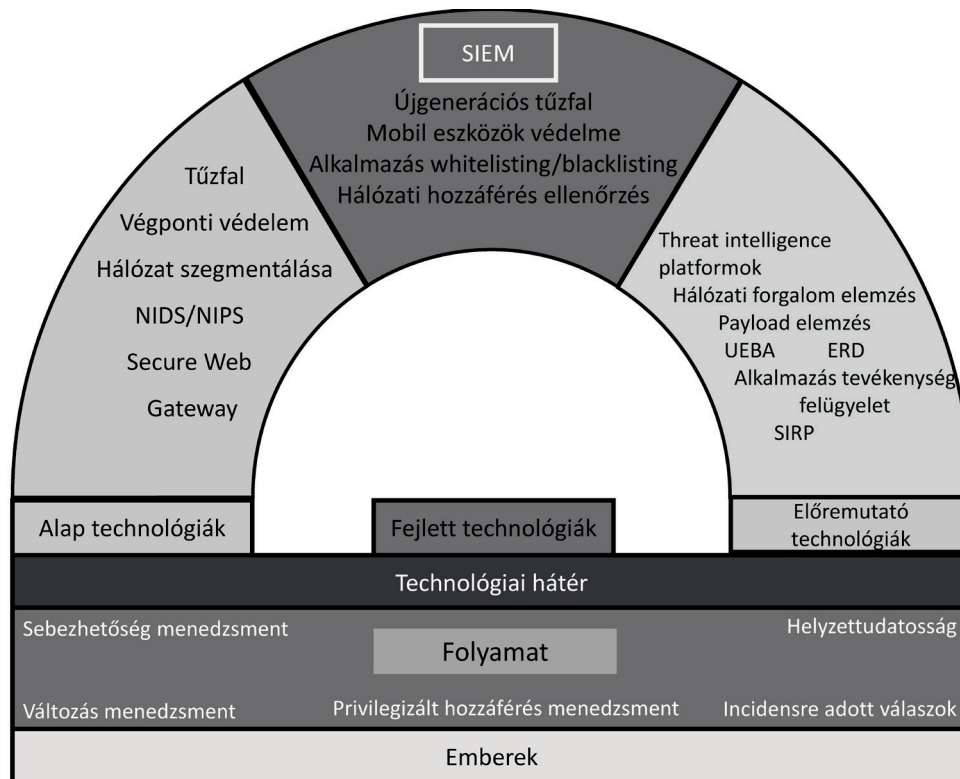 SIEM
Újgenerációs tűzfal
Mobil eszközök védelme
Alkalmazás whitelisting/blacklisting
Hálózati hozzáférés ellenőrzés
Tűzfal
Végponti védelem
Hálózat szegmentálása
NIDS/NIPS
Secure Web
Gateway
Threat intelligence
platformok
Hálózati forgalom elemzés
Payload elemzés
UEBA ERD
Alkalmazás tevékenység
felügyelet
SIRP
Alap technológiák
Fejlett technológiák
Előremutató
technológiák
Technológiai hátér
Sebezhetőség menedzsment
Helyzettudatosság
Folyamat
Változás menedzsment
Privilegizált hozzáférés menedzsment
Incidensre adott válaszok
Emberek